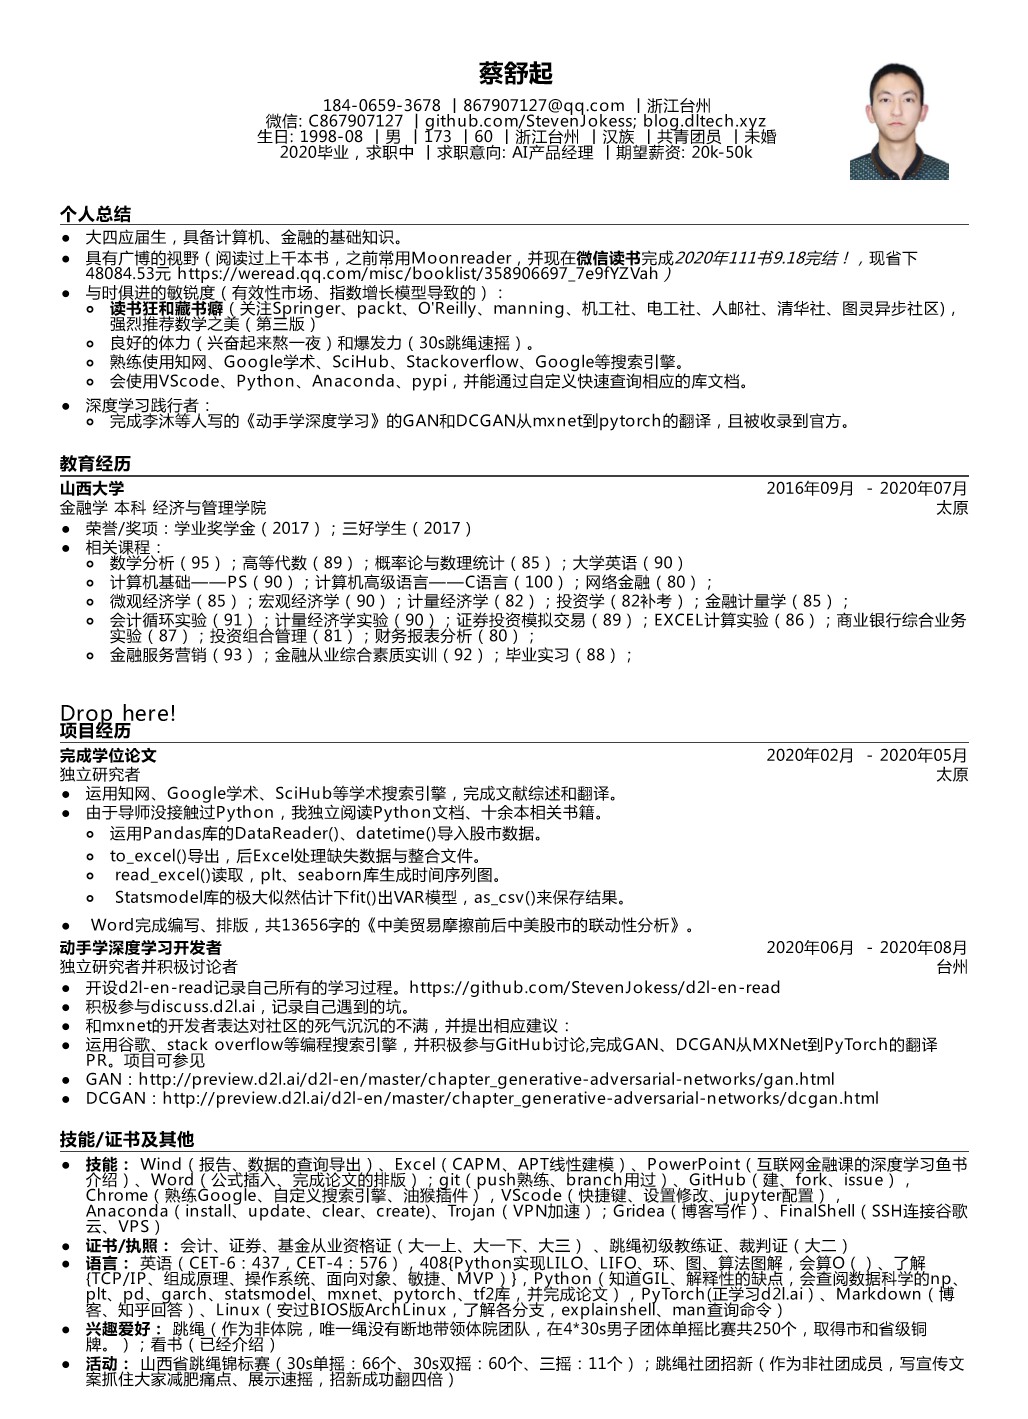 蔡舒起
184-0659-3678 | 867907127@qq.com | 浙江台州
微信: C867907127 | github.com/StevenJokess; blog.dltech.xyz
生日: 1998-08 | 男 | 173 | 60 | 浙江台州 | 汉族 | 共青团员 | 未婚
2020毕业，求职中 | 求职意向: AI产品经理 | 期望薪资: 20k-50k
个人总结
● 大四应届生，具备计算机、金融的基础知识。
● 具有广博的视野（阅读过上千本书，之前常用Moonreader，并现在微信读书完成2020年111书9.18完结！，现省下
48084.53元 https://weread.qq.com/misc/booklist/358906697_7e9fYZVah）
● 与时俱进的敏锐度（有效性市场、指数增长模型导致的）：
读书狂和藏书癖（关注Springer、packt、O'Reilly、manning、机工社、电工社、人邮社、清华社、图灵异步社区)，
强烈推荐数学之美（第三版）
良好的体力（兴奋起来熬一夜）和爆发力（30s跳绳速摇）。
熟练使用知网、Google学术、SciHub、Stackoverflow、Google等搜索引擎。
会使用VScode、Python、Anaconda、pypi，并能通过自定义快速查询相应的库文档。
● 深度学习践行者：
完成李沐等人写的《动手学深度学习》的GAN和DCGAN从mxnet到pytorch的翻译，且被收录到官方。
教育经历
山西大学 2016年09月 - 2020年07月
金融学 本科 经济与管理学院 太原
● 荣誉/奖项：学业奖学金（2017）；三好学生（2017）
● 相关课程：
数学分析（95）；高等代数（89）；概率论与数理统计（85）；大学英语（90）
计算机基础——PS（90）；计算机高级语言——C语言（100）；网络金融（80）；
微观经济学（85）；宏观经济学（90）；计量经济学（82）；投资学（82补考）；金融计量学（85）；
会计循环实验（91）；计量经济学实验（90）；证券投资模拟交易（89）；EXCEL计算实验（86）；商业银行综合业务
实验（87）；投资组合管理（81）；财务报表分析（80）；
金融服务营销（93）；金融从业综合素质实训（92）；毕业实习（88）；
Drop here!
项目经历
完成学位论文 2020年02月 - 2020年05月
独立研究者 太原
● 运用知网、Google学术、SciHub等学术搜索引擎，完成文献综述和翻译。
● 由于导师没接触过Python，我独立阅读Python文档、十余本相关书籍。
运用Pandas库的DataReader()、datetime()导入股市数据。
to_excel()导出，后Excel处理缺失数据与整合文件。
read_excel()读取，plt、seaborn库生成时间序列图。
Statsmodel库的极大似然估计下fit()出VAR模型，as_csv()来保存结果。
● Word完成编写、排版，共13656字的《中美贸易摩擦前后中美股市的联动性分析》。
动手学深度学习开发者 2020年06月 - 2020年08月
独立研究者并积极讨论者 台州
● 开设d2l-en-read记录自己所有的学习过程。https://github.com/StevenJokess/d2l-en-read
● 积极参与discuss.d2l.ai，记录自己遇到的坑。
● 和mxnet的开发者表达对社区的死气沉沉的不满，并提出相应建议：
● 运用谷歌、stack overflow等编程搜索引擎，并积极参与GitHub讨论,完成GAN、DCGAN从MXNet到PyTorch的翻译
PR。项目可参见
● GAN：http://preview.d2l.ai/d2l-en/master/chapter_generative-adversarial-networks/gan.html
● DCGAN：http://preview.d2l.ai/d2l-en/master/chapter_generative-adversarial-networks/dcgan.html
技能/证书及其他
● 技能： Wind（报告、数据的查询导出）、Excel（CAPM、APT线性建模）、PowerPoint（互联网金融课的深度学习鱼书
介绍）、Word（公式插入、完成论文的排版）；git（push熟练、branch用过）、GitHub（建、fork、issue），
Chrome（熟练Google、自定义搜索引擎、油猴插件），VScode（快捷键、设置修改、jupyter配置），
Anaconda（install、update、clear、create)、Trojan（VPN加速）；Gridea（博客写作）、FinalShell（SSH连接谷歌
云、VPS）
● 证书/执照： 会计、证券、基金从业资格证（大一上、大一下、大三） 、跳绳初级教练证、裁判证（大二）
● 语言： 英语（CET-6：437，CET-4：576），408{Python实现LILO、LIFO、环、图、算法图解，会算O（ ）、了解
{TCP/IP、组成原理、操作系统、面向对象、敏捷、MVP）}，Python（知道GIL、解释性的缺点，会查阅数据科学的np、
plt、pd、garch、statsmodel、mxnet、pytorch、tf2库，并完成论文），PyTorch(正学习d2l.ai）、Markdown（博
客、知乎回答）、Linux（安过BIOS版ArchLinux，了解各分支，explainshell、man查询命令）
● 兴趣爱好： 跳绳（作为非体院，唯一绳没有断地带领体院团队，在4*30s男子团体单摇比赛共250个，取得市和省级铜
牌。）；看书（已经介绍）
● 活动： 山西省跳绳锦标赛（30s单摇：66个、30s双摇：60个、三摇：11个）；跳绳社团招新（作为非社团成员，写宣传文
案抓住大家减肥痛点、展示速摇，招新成功翻四倍）